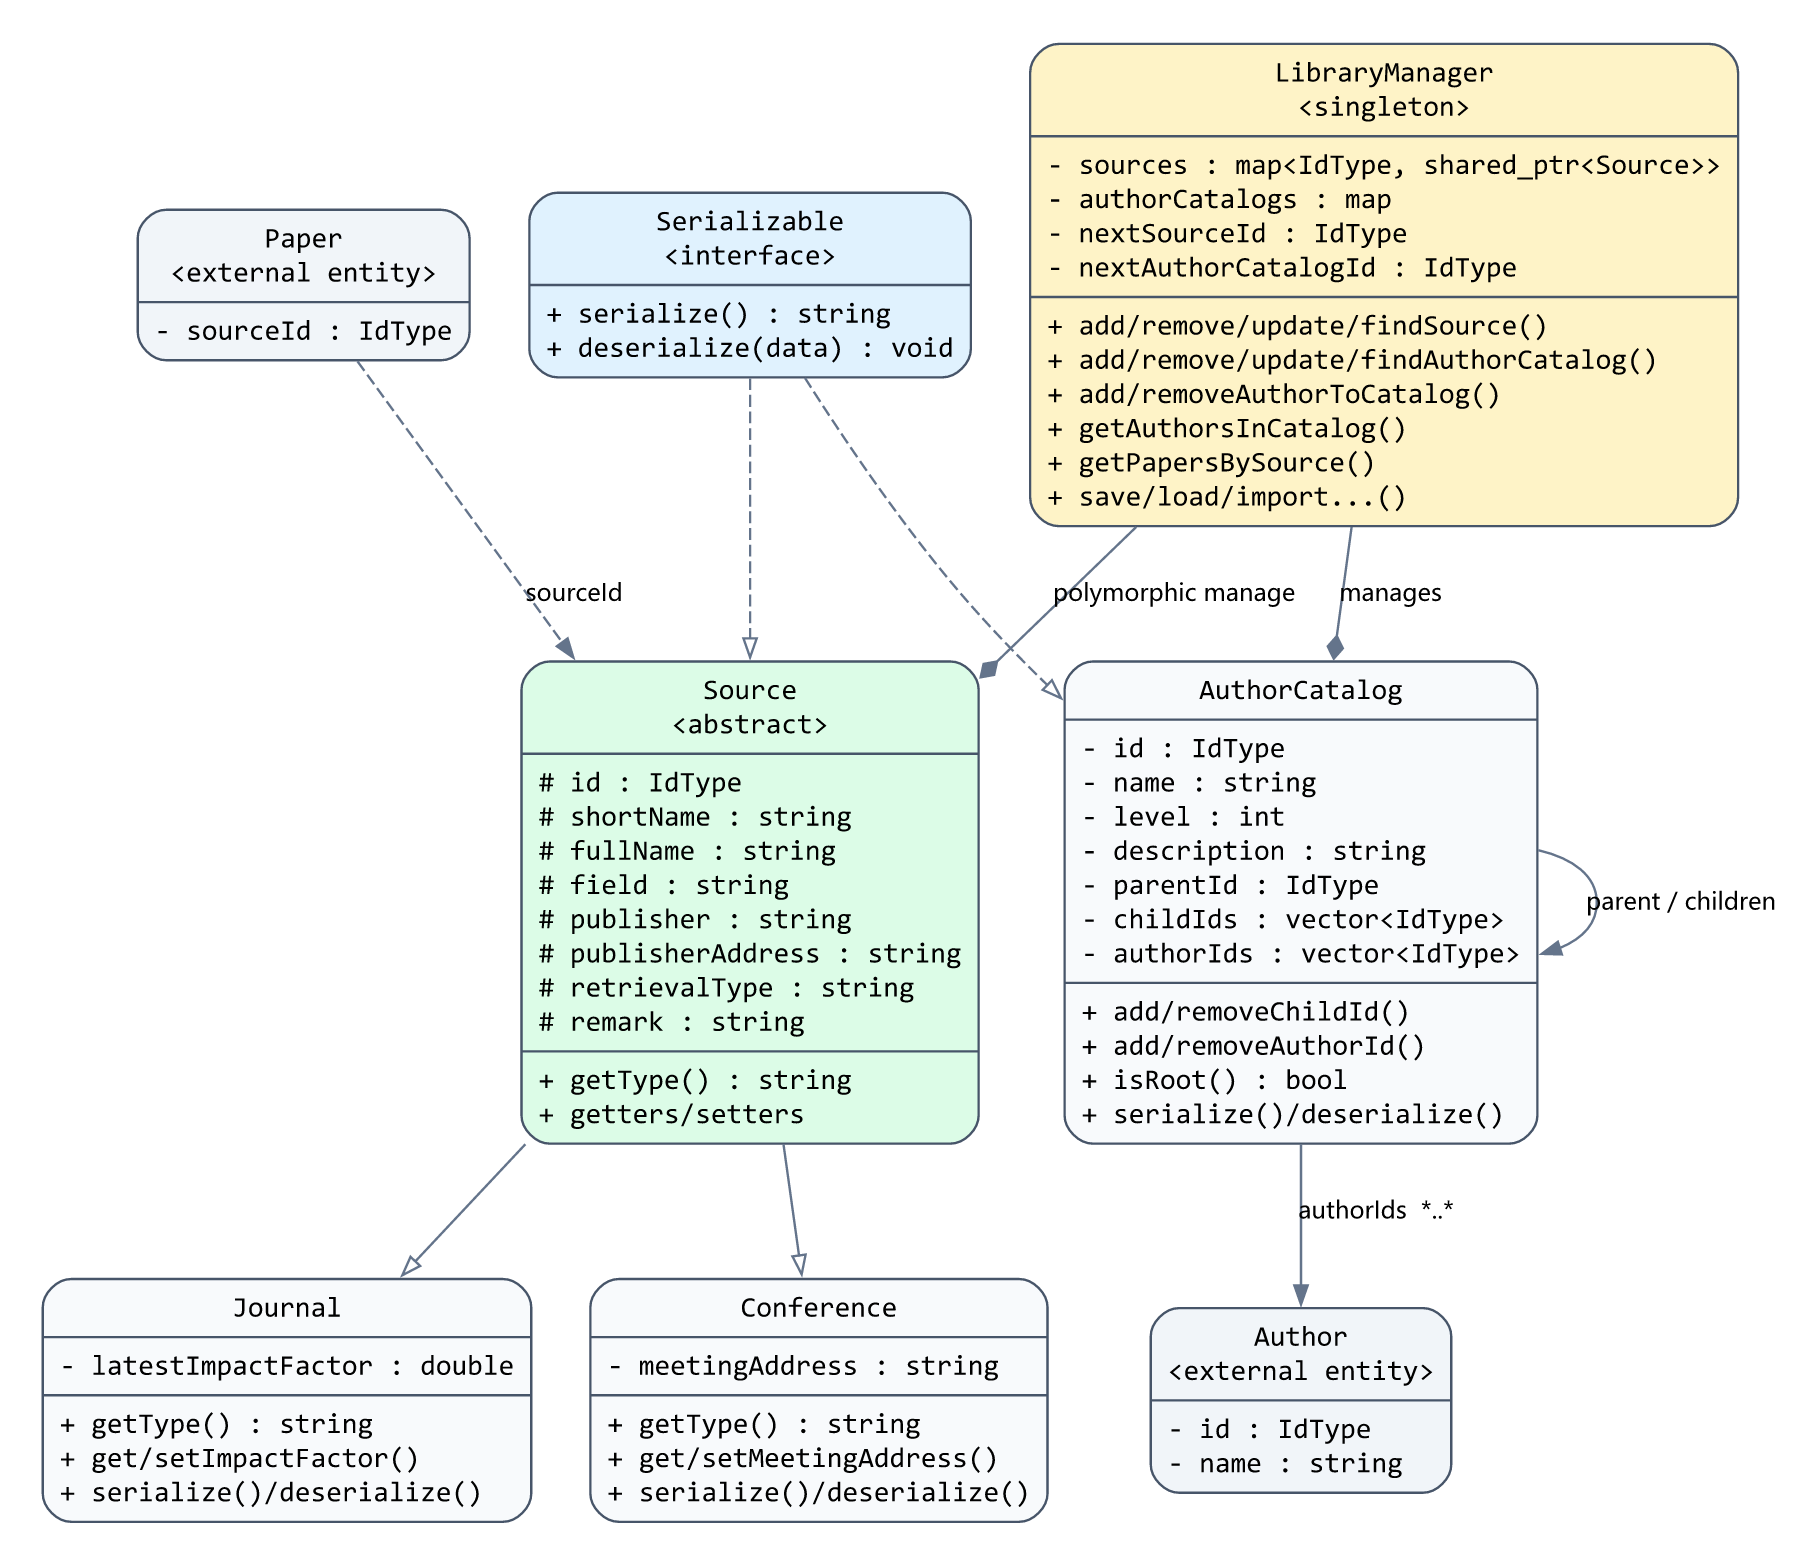 LibraryManager
<singleton>
- sources : map<IdType, shared_ptr<Source>>
- authorCatalogs : map
- nextSourceId : IdType
- nextAuthorCatalogId : IdType
+ add/remove/update/findSource()
+ add/remove/update/findAuthorCatalog()
+ add/removeAuthorToCatalog()
+ getAuthorsInCatalog()
+ getPapersBySource()
+ save/load/import...()
Paper
<external entity>
- sourceId : IdType
Serializable
<interface>
+ serialize() : string
+ deserialize(data) : void
sourceId
polymorphic manage
manages
Source
<abstract>
# id : IdType
# shortName : string
# fullName : string
# field : string
# publisher : string
# publisherAddress : string
# retrievalType : string
# remark : string
+ getType() : string
+ getters/setters
AuthorCatalog
- id : IdType
- name : string
- level : int
- description : string
- parentId : IdType
- childIds : vector<IdType>
- authorIds : vector<IdType>
+ add/removeChildId()
+ add/removeAuthorId()
+ isRoot() : bool
+ serialize()/deserialize()
parent / children
authorIds  *..*
Journal
- latestImpactFactor : double
+ getType() : string
+ get/setImpactFactor()
+ serialize()/deserialize()
Conference
- meetingAddress : string
+ getType() : string
+ get/setMeetingAddress()
+ serialize()/deserialize()
Author
<external entity>
- id : IdType
- name : string